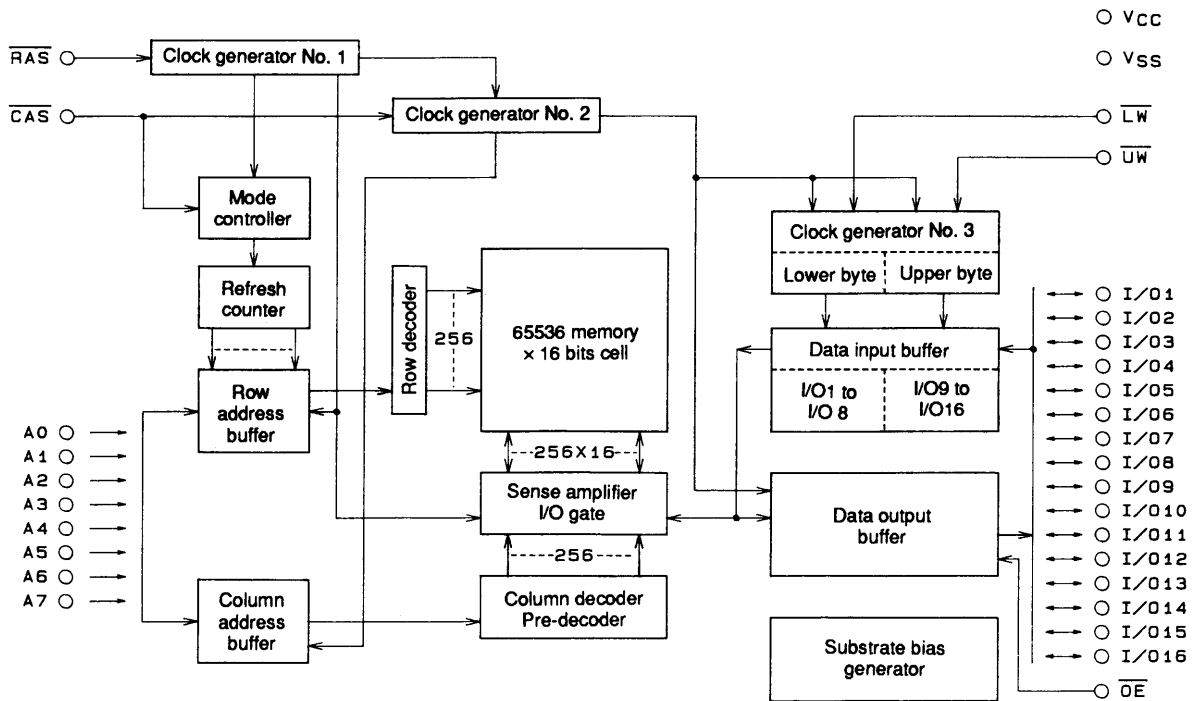 VCC
RAS
Clock generator No. 1
VSS
CAS
Clock generator No. 2
LW
UW
Mode
controller
Clock generator No. 3
Lower byte
Upper byte
Refresh
counter
Row decoder
256
65536 memory
× 16 bits cell
Data input buffer
I/O1 to
I/O 8
I/O9 to
I/O16
Row
address
buffer
256X16
Sense amplifier
I/O gate
256
Data output
buffer
Column
address
buffer
Column decoder
Pre-decoder
Substrate bias
generator
A0
A1
A2
A3
A4
A5
A6
A7
I/O1
I/O2
I/O3
I/O4
I/O5
I/O6
I/O7
I/O8
I/O9
I/O10
I/O11
I/O12
I/O13
I/O14
I/O15
I/O16
OE